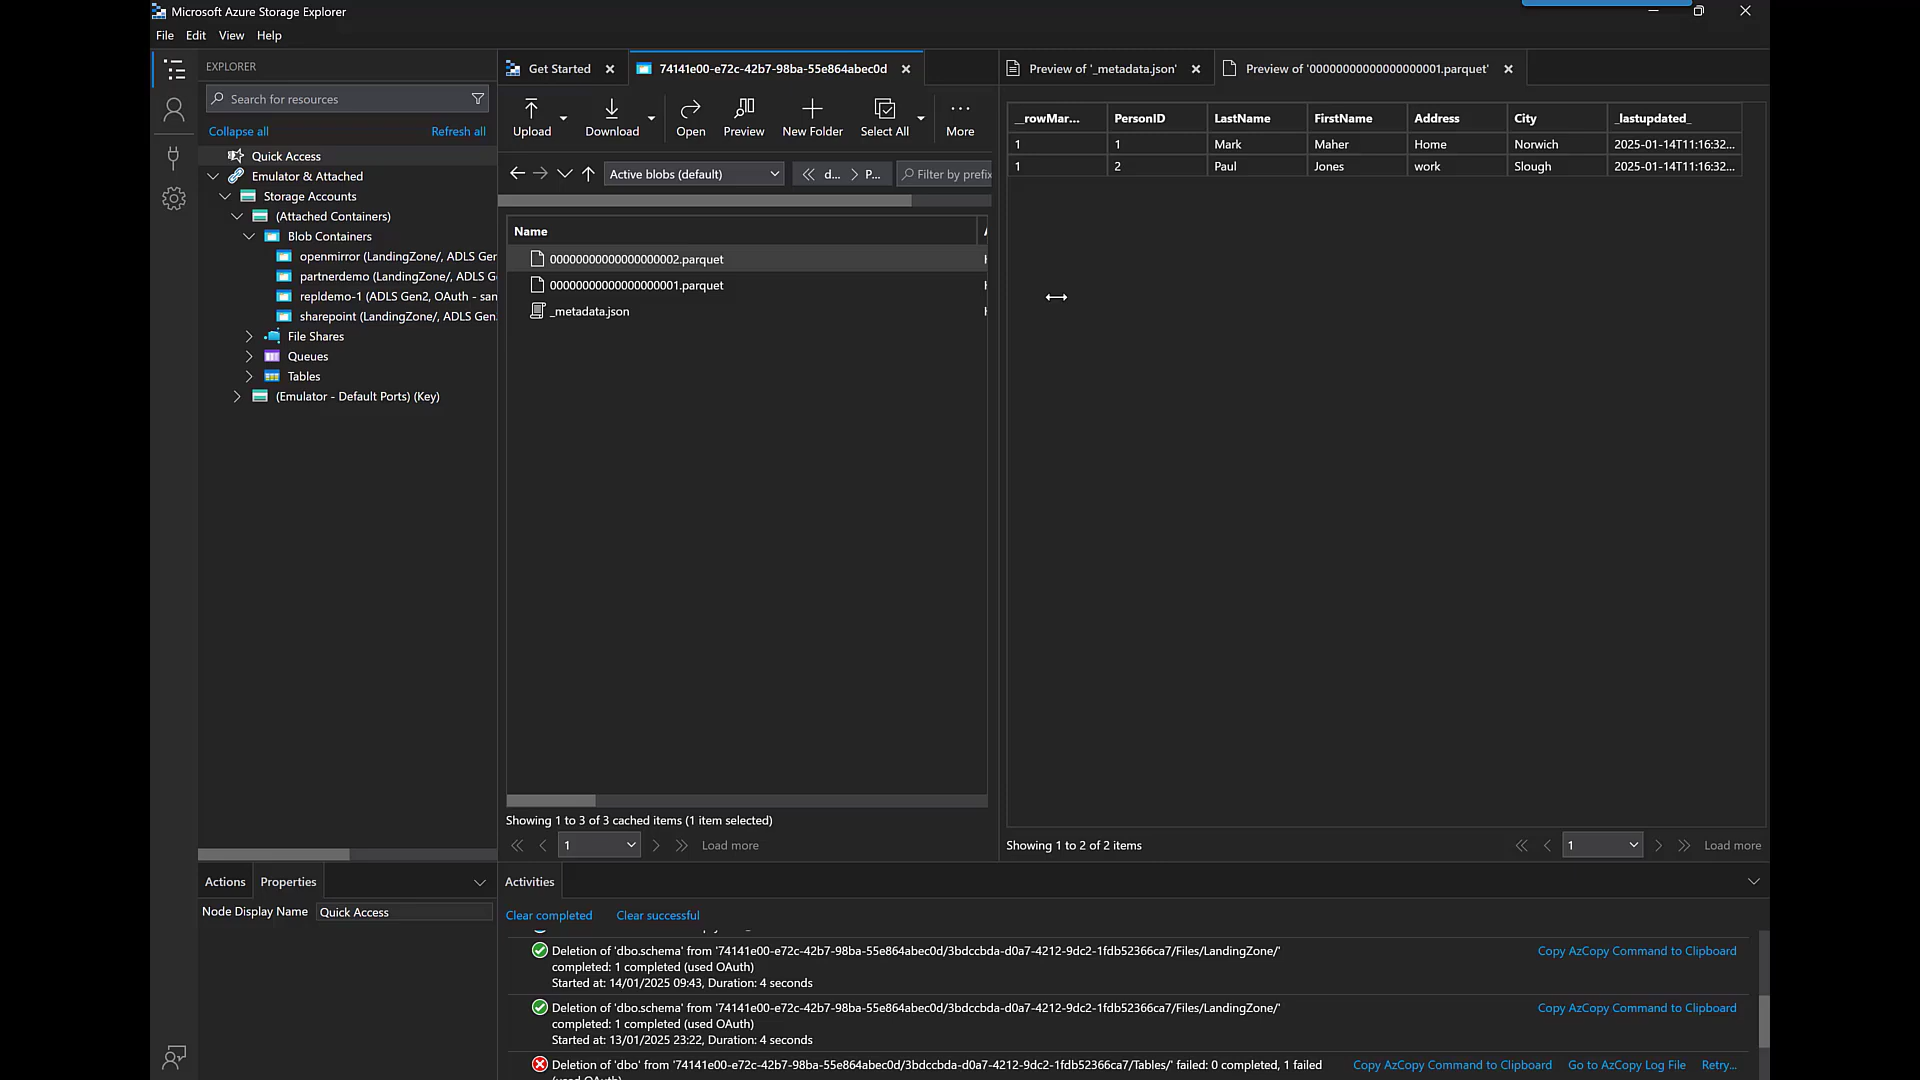 Microsoft Azure Storage Explorer
File Edit View Help
EXPLORER
Search for resources
Collapse all Refresh all
Quick Access
Emulator & Attached
Storage Accounts
(Attached Containers)
Blob Containers
openmirror (LandingZone/, ADLS Ger
partnerdemo (LandingZone/, ADLS G
repldemo-1 (ADLS Gen2, OAuth - san
sharepoint (LandingZone/, ADLS Gen
File Shares
Queues
Tables
(Emulator - Default Ports) (Key)
Actions Properties
Node Display Name Quick Access
Get Started 74141e00-e72c-42b7-98ba-55e864abec0d
Upload Download Open Preview New Folder Select All More
Active blobs (default) d... P... Filter by prefix
Name
00000000000000000002.parquet
00000000000000000001.parquet
_metadata.json
Showing 1 to 3 of 3 cached items (1 item selected)
1 Load more
Preview of '_metadata.json' Preview of '00000000000000000001.parquet'
__rowMar... PersonID LastName FirstName Address City _lastupdated_
1 1 Mark Maher Home Norwich 2025-01-14T11:16:32...
1 2 Paul Jones work Slough 2025-01-14T11:16:32...
Showing 1 to 2 of 2 items 1 Load more
Activities
Clear completed Clear successful
Deletion of 'dbo.schema' from '74141e00-e72c-42b7-98ba-55e864abec0d/3bdccbda-d0a7-4212-9dc2-1fdb52366ca7/Files/LandingZone/' Copy AzCopy Command to Clipboard
completed: 1 completed (used OAuth)
Started at: 14/01/2025 09:43, Duration: 4 seconds
Deletion of 'dbo.schema' from '74141e00-e72c-42b7-98ba-55e864abec0d/3bdccbda-d0a7-4212-9dc2-1fdb52366ca7/Files/LandingZone/' Copy AzCopy Command to Clipboard
completed: 1 completed (used OAuth)
Started at: 13/01/2025 23:22, Duration: 4 seconds
Deletion of 'dbo' from '74141e00-e72c-42b7-98ba-55e864abec0d/3bdccbda-d0a7-4212-9dc2-1fdb52366ca7/Tables/' failed: 0 completed, 1 failed Copy AzCopy Command to Clipboard Go to AzCopy Log File Retry...
(used OAuth)